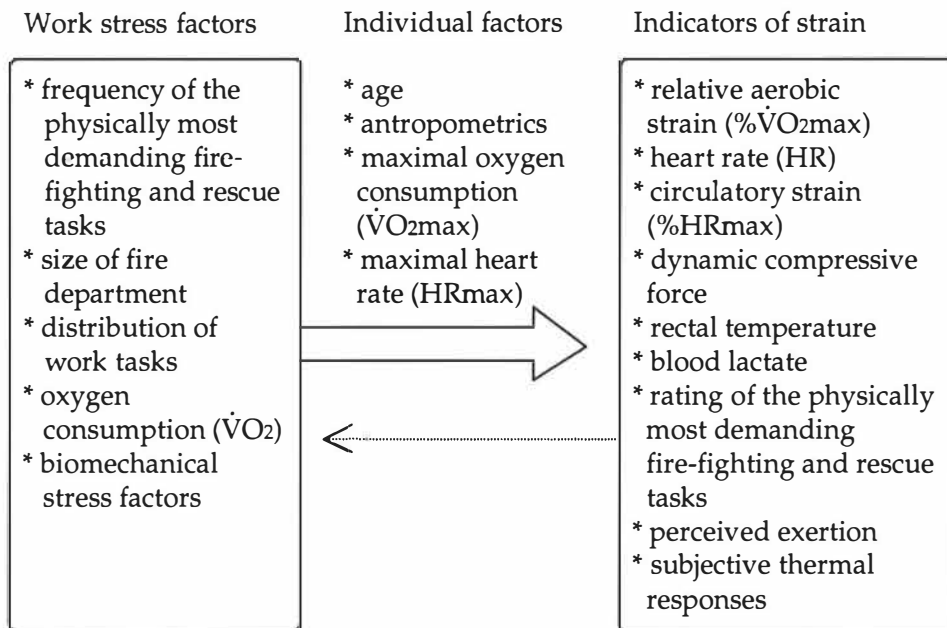 Work stress factors
* frequency of the
physically most
demanding fire-
fighting and rescue
tasks
* size of fire
department
* distribution of
work tasks
* oxygen
consumption (V̇O2)
* biomechanical
stress factors
Individual factors
* age
* antropometrics
* maximal oxygen
consumption
(V̇O2max)
* maximal heart
rate (HRmax)
Indicators of strain
* relative aerobic
strain (%V̇O2max)
* heart rate (HR)
* circulatory strain
(%HRmax)
* dynamic compressive
force
* rectal temperature
* blood lactate
* rating of the physically
most demanding
fire-fighting and rescue
tasks
* perceived exertion
* subjective thermal
responses